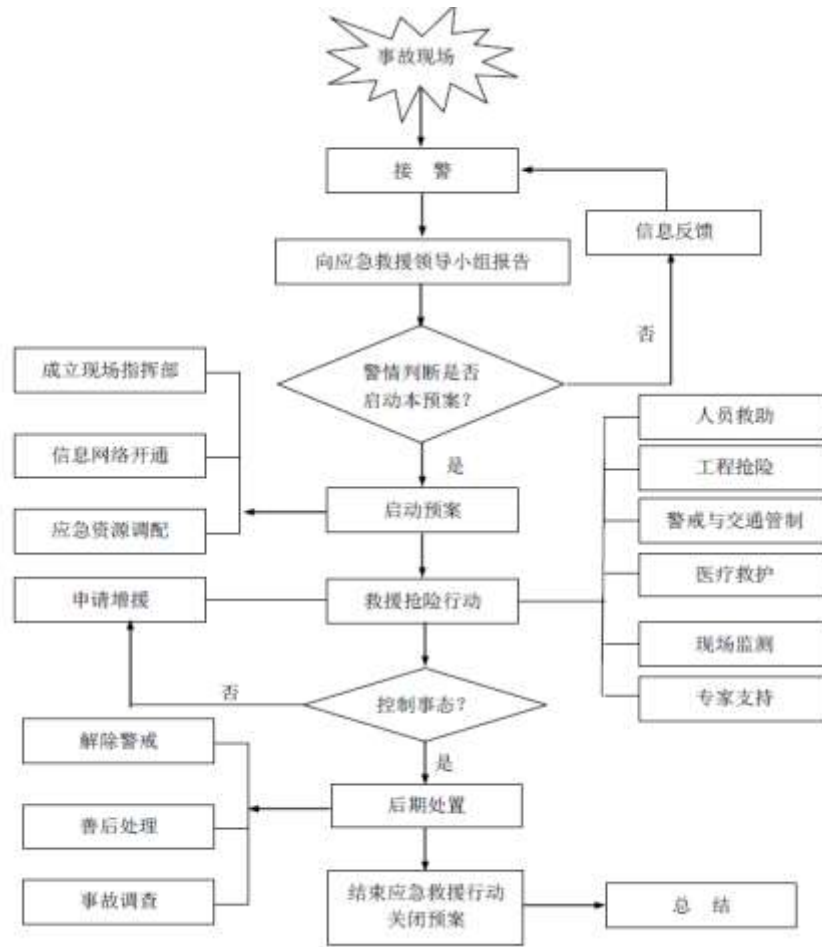 事故现场
接 警
信息反馈
向应急救援领导小组报告
否
成立现场指挥部
警情判断是否
启动本预案？
人员救助
信息网络开通
是
工程抢险
启动预案
应急资源调配
警戒与交通管制
医疗救护
申请增援
救援抢险行动
现场监测
否
控制事态？
专家支持
解除警戒
是
后期处置
善后处理
事故调查
结束应急救援行动
关闭预案
总 结